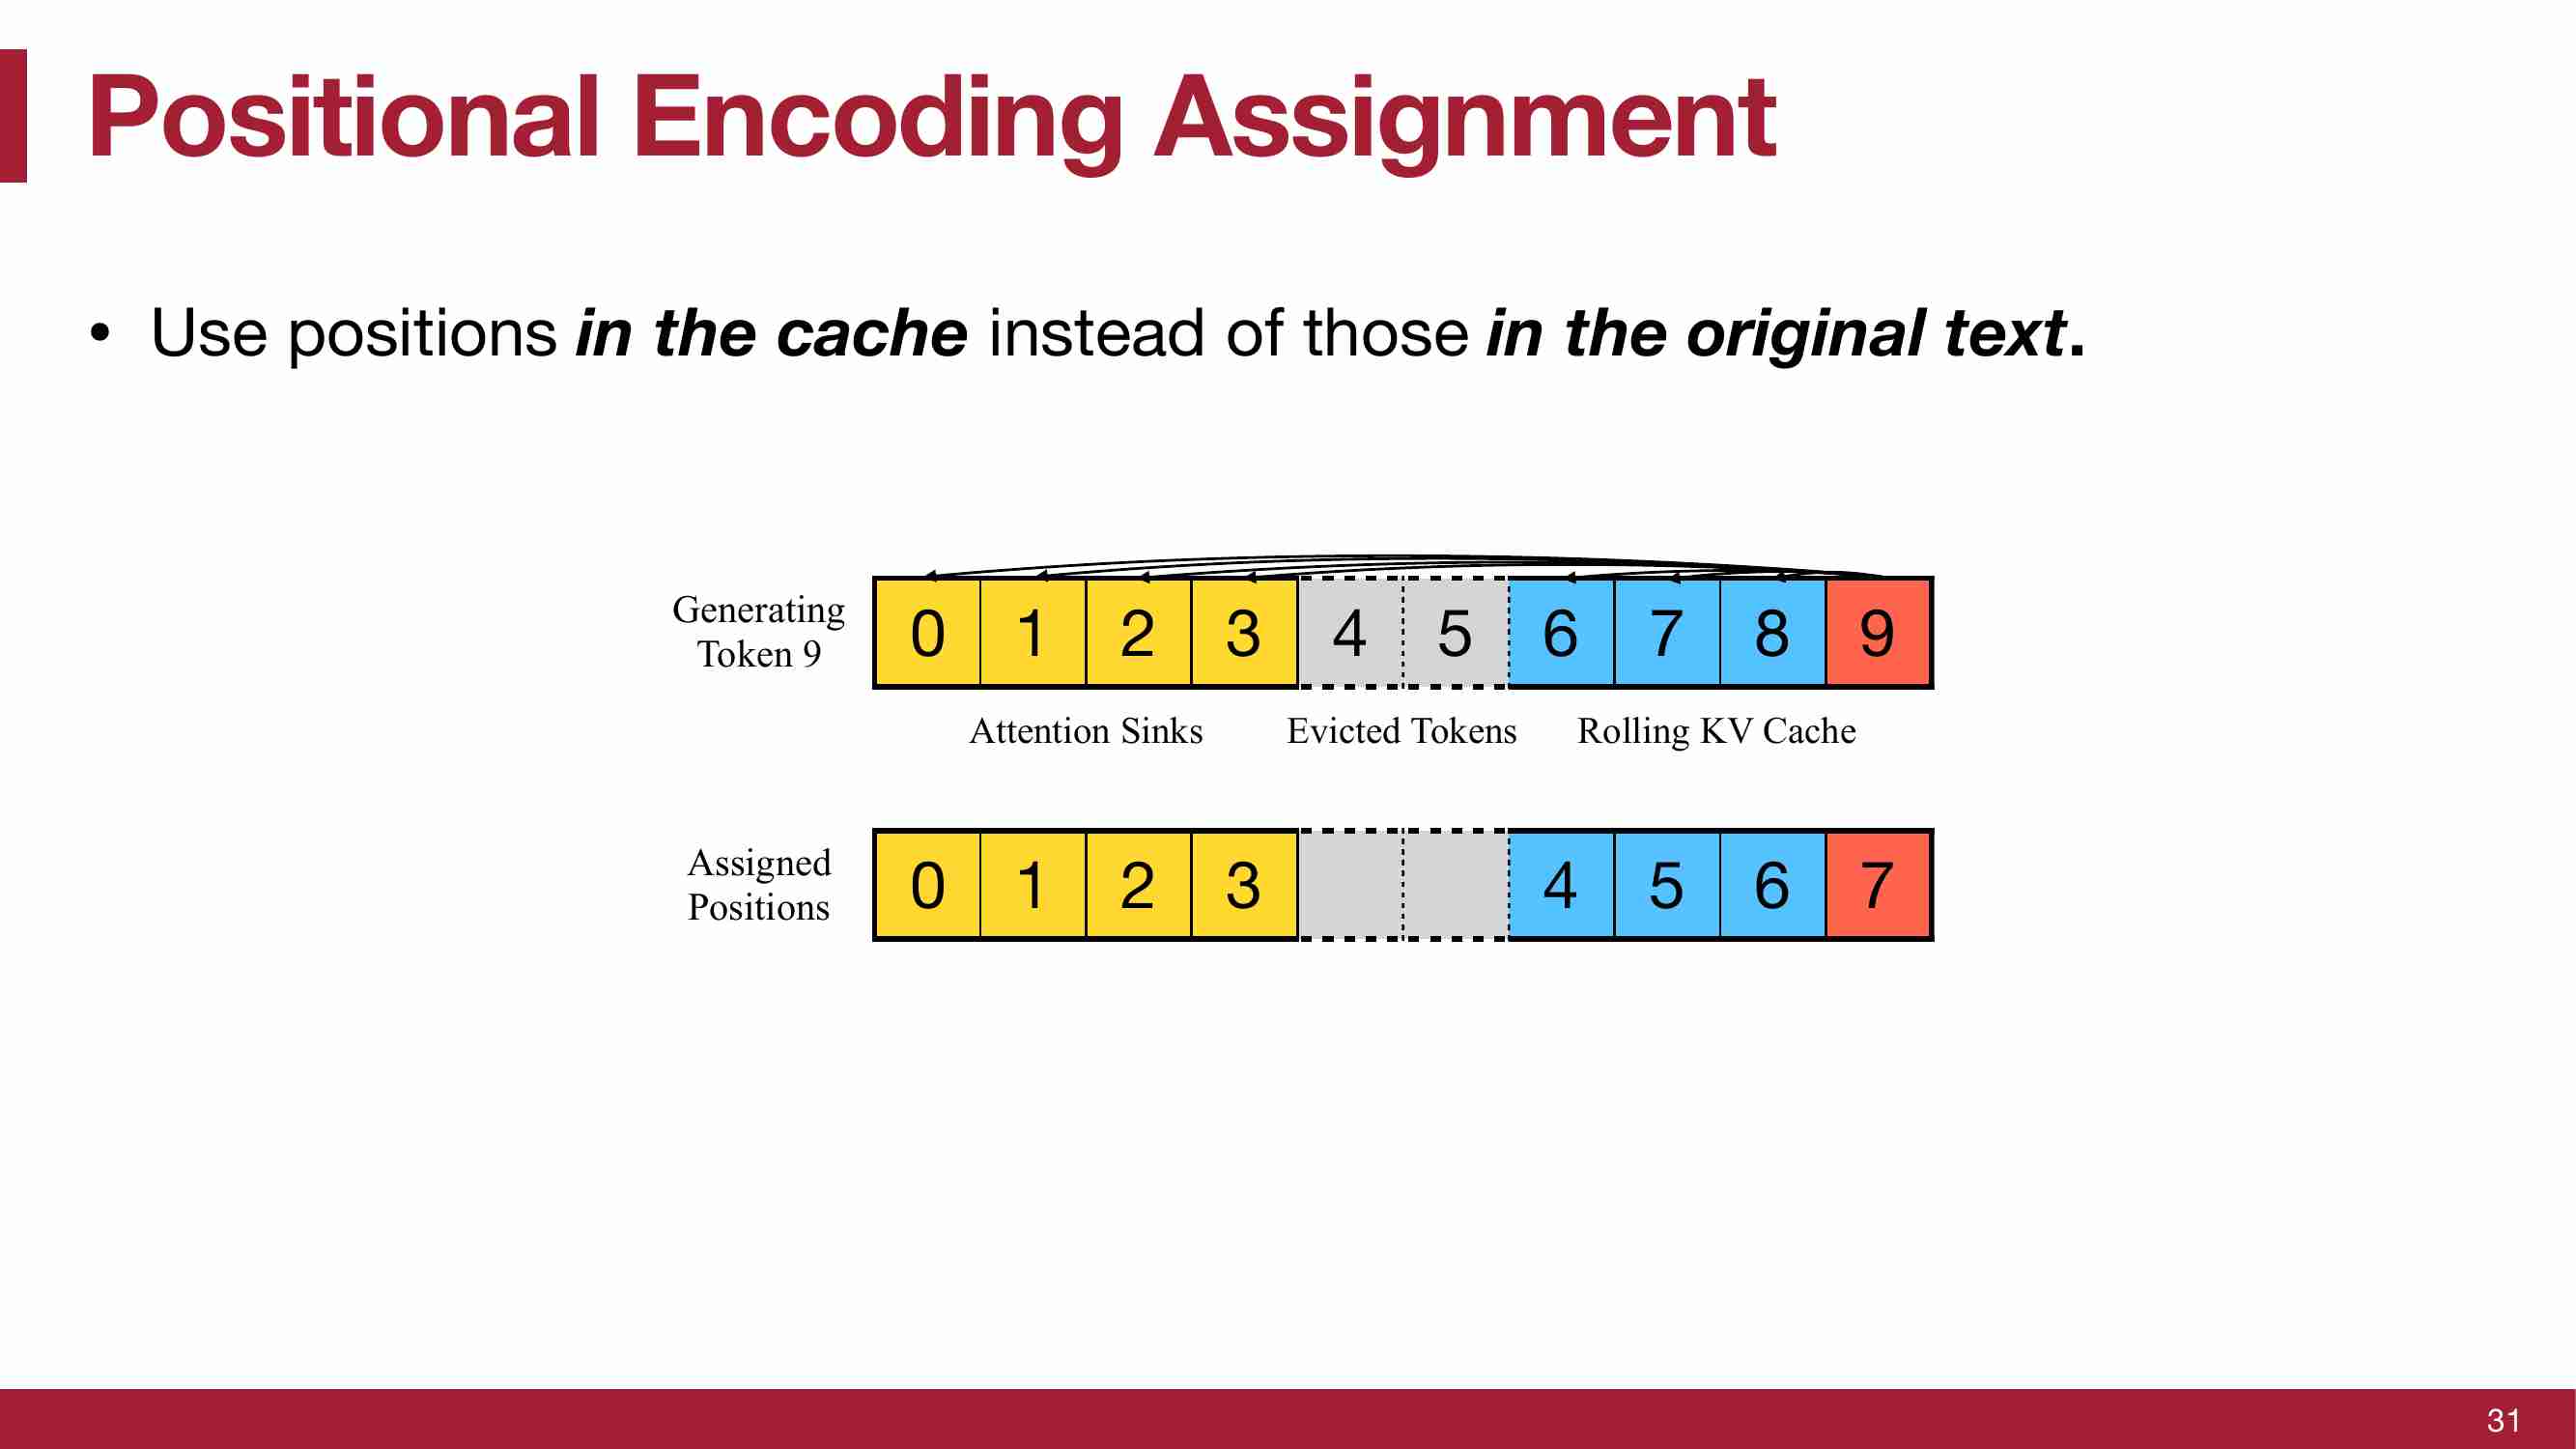 Positional Encoding Assignment
• Use positions in the cache instead of those in the original text.
Generating
Token 9
0 1 2 3 4 5 6 7 8 9
Attention Sinks Evicted Tokens Rolling KV Cache
Assigned
Positions
0 1 2 3 4 5 6 7
31